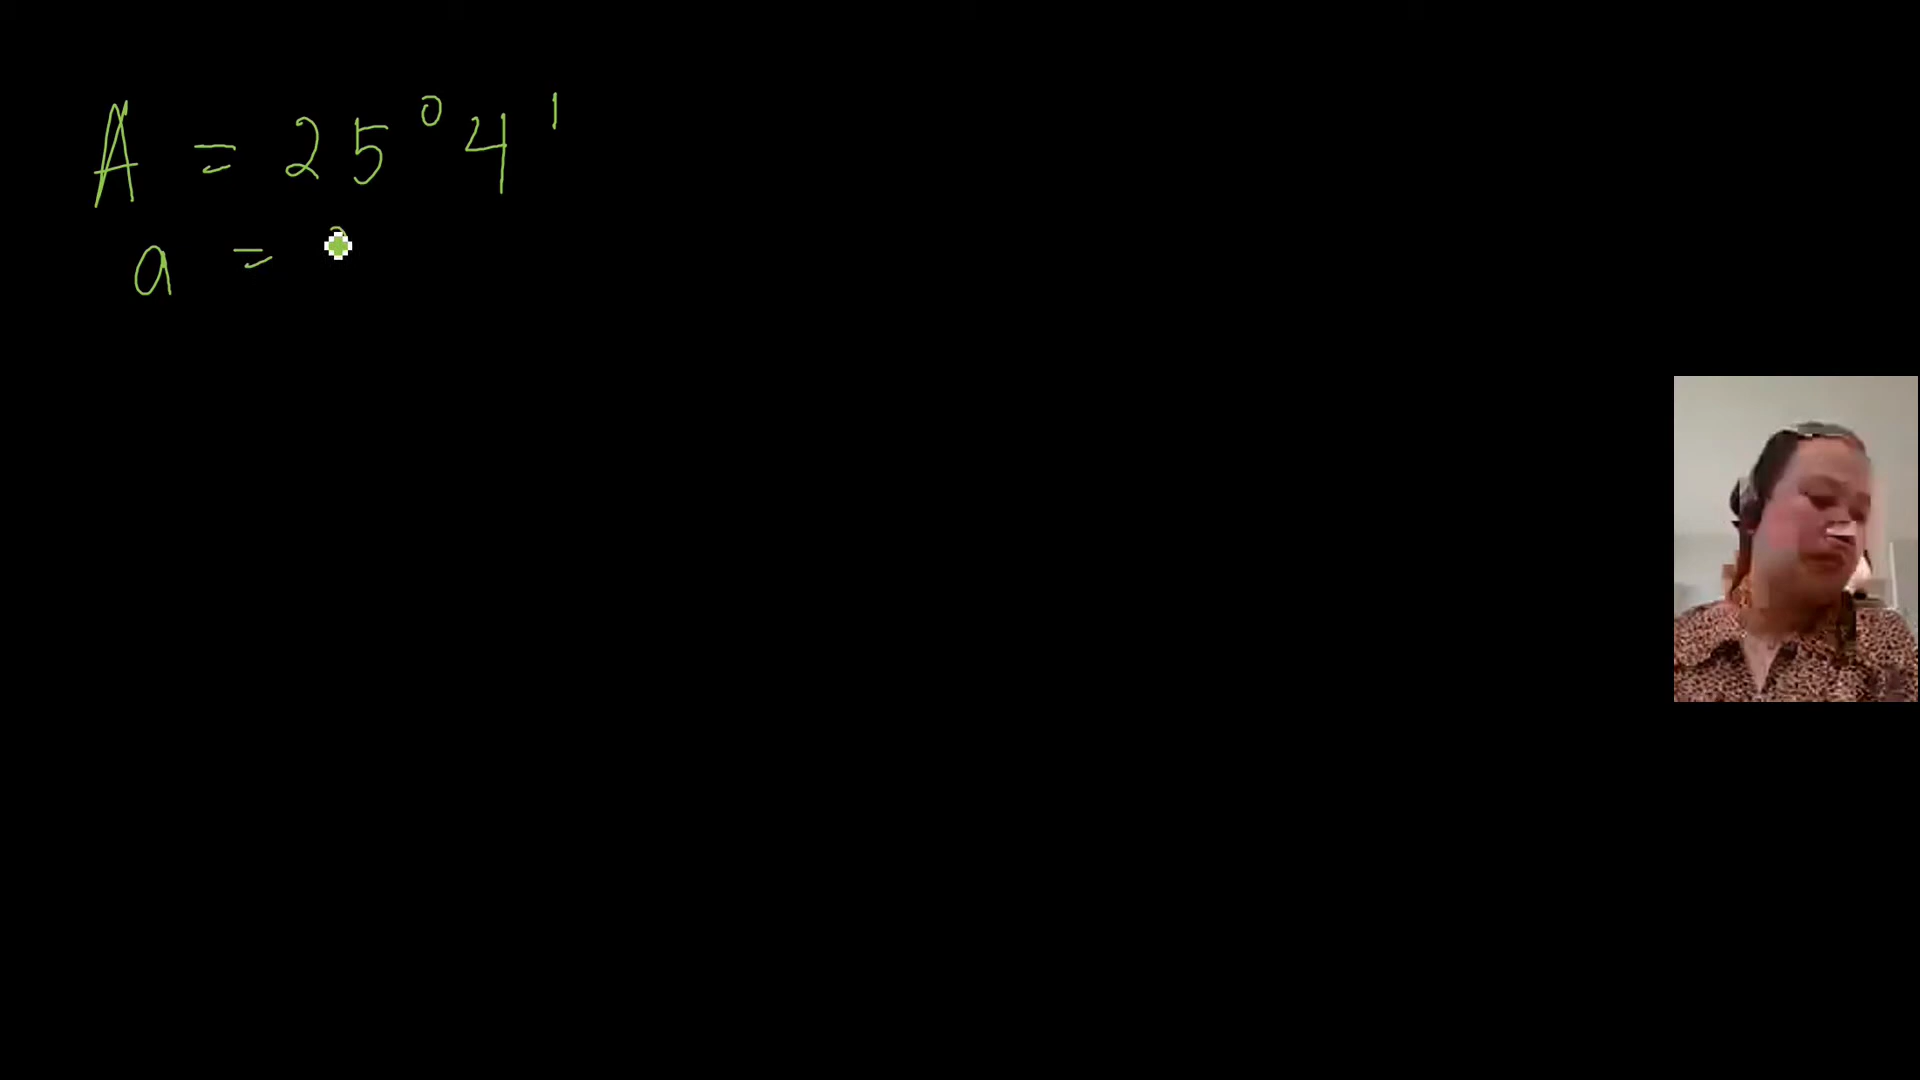 A = 25° 4'
a =